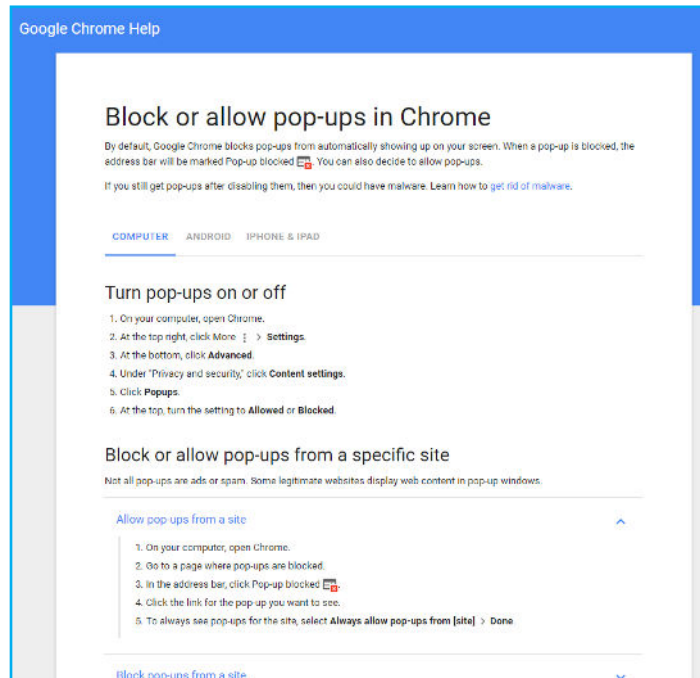 Google Chrome Help
Block or allow pop-ups in Chrome
By default, Google Chrome blocks pop-ups from automatically showing up on your screen. When a pop-up is blocked, the
address bar will be marked Pop-up blocked . You can also decide to allow pop-ups.
If you still get pop-ups after disabling them, then you could have malware. Learn how to get rid of malware.
COMPUTER ANDROID IPHONE & IPAD
Turn pop-ups on or off
1. On your computer, open Chrome.
2. At the top right, click More ⋮ > Settings.
3. At the bottom, click Advanced.
4. Under "Privacy and security," click Content settings.
5. Click Popups.
6. At the top, turn the setting to Allowed or Blocked.
Block or allow pop-ups from a specific site
Not all pop-ups are ads or spam. Some legitimate websites display web content in pop-up windows.
Allow pop-ups from a site
1. On your computer, open Chrome.
2. Go to a page where pop-ups are blocked.
3. In the address bar, click Pop-up blocked .
4. Click the link for the pop-up you want to see.
5. To always see pop-ups for the site, select Always allow pop-ups from [site] > Done.
Block pop-ups from a site